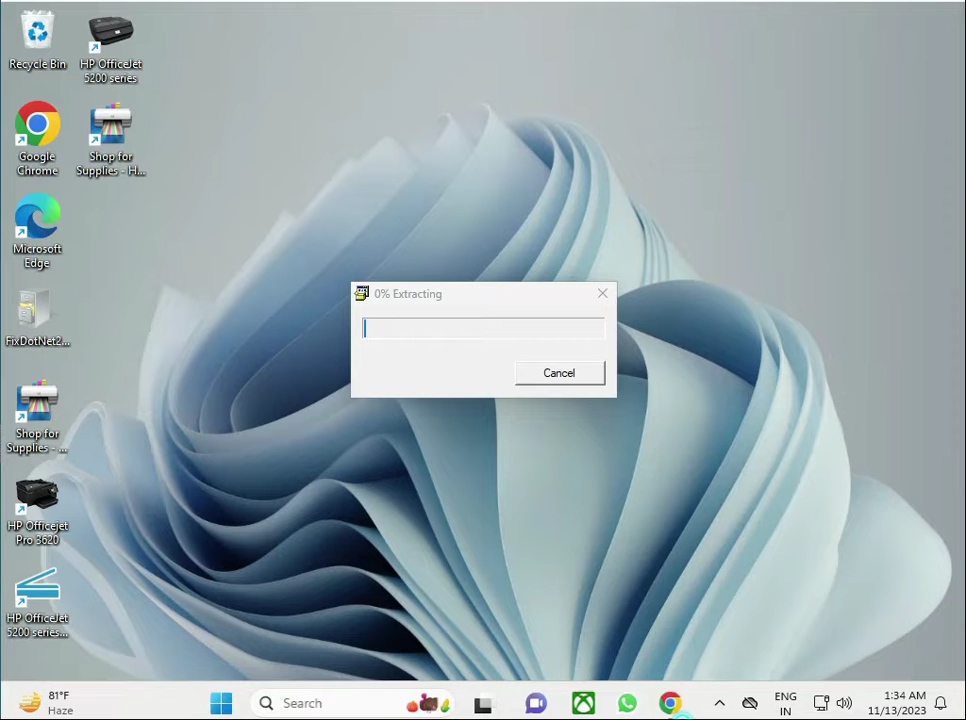 Recycle Bin
HP OfficeJet
5200 series
Google
Chrome
Shop for
Supplies - H...
Microsoft
Edge
FixDotNet2...
Shop for
Supplies - ...
HP Officejet
Pro 3620
HP OfficeJet
5200 series...
0% Extracting
Cancel
81°F
Haze
Search
ENG
IN
1:34 AM
11/13/2023